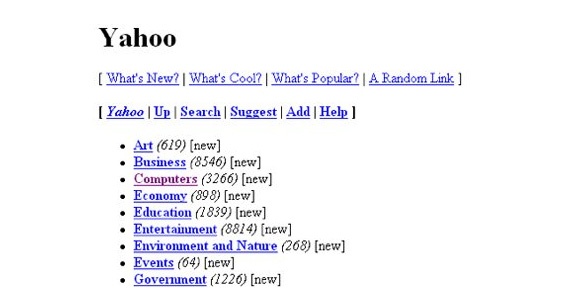 Yahoo
[ What's New? | What's Cool? | What's Popular? | A Random Link ]
[ Yahoo | Up | Search | Suggest | Add | Help ]
Art (619) [new]
Business (8546) [new]
Computers (3266) [new]
Economy (898) [new]
Education (1839) [new]
Entertainment (8814) [new]
Environment and Nature (268) [new]
Events (64) [new]
Government (1226) [new]